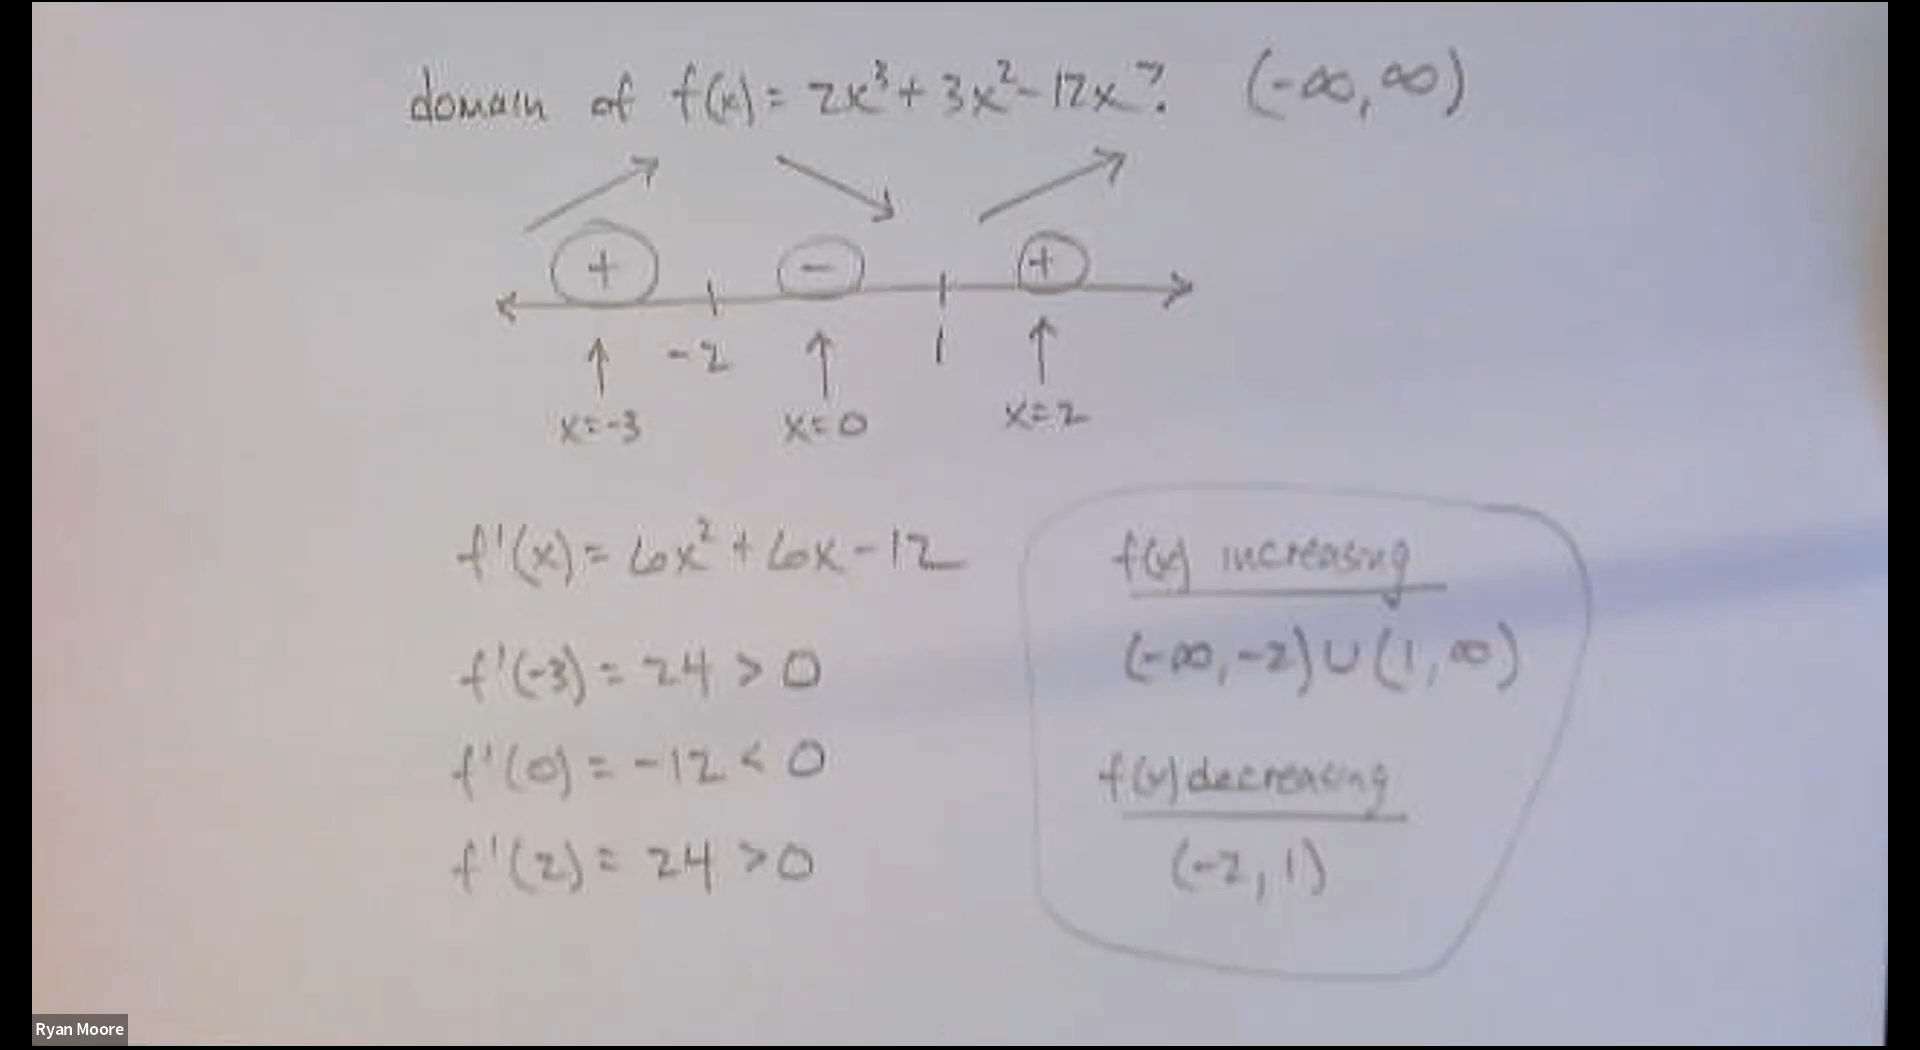 domain of f(x) = 2x³ + 3x² - 12x ? (-∞, ∞)
+ - +
-2 1
x=-3 x=0 x=2
f'(x) = 6x² + 6x - 12
f'(-3) = 24 > 0
f'(0) = -12 < 0
f'(2) = 24 > 0
f(x) increasing
(-∞, -2) ∪ (1, ∞)
f(x) decreasing
(-2, 1)
Ryan Moore